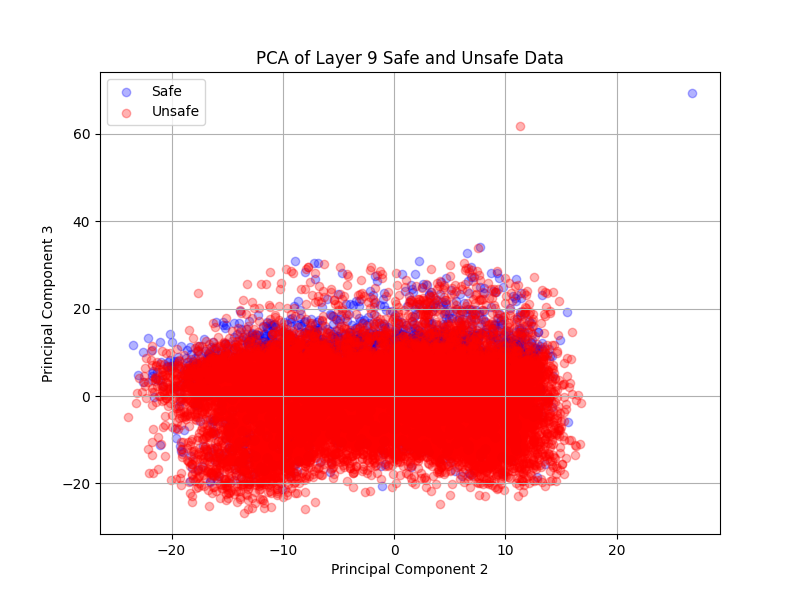 PCA of Layer 9 Safe and Unsafe Data
Safe
Unsafe
60
40
20
0
−20
Principal Component 3
−20
−10
0
10
20
Principal Component 2